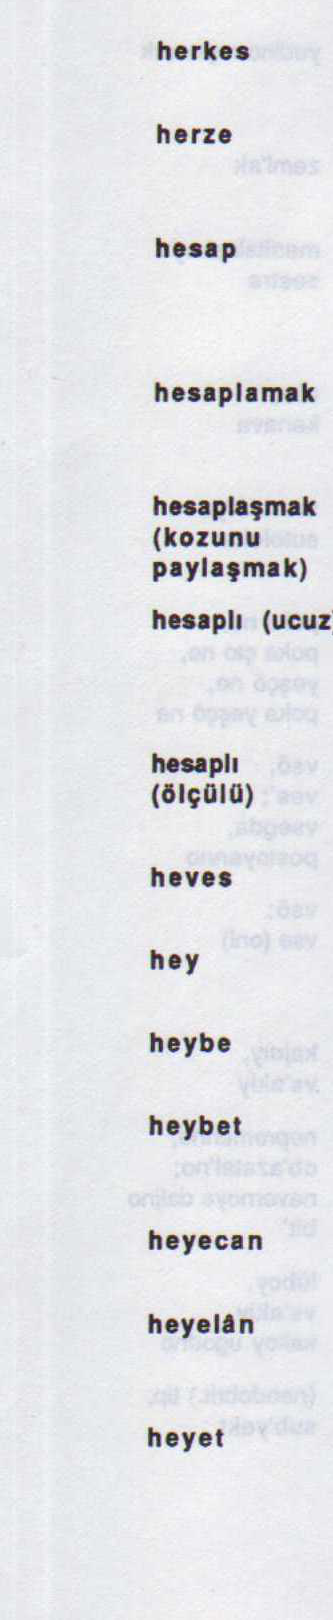 herkes
herze
hesap
hesaplamak
hesaplaşmak
(kozunu
paylaşmak)
hesaplı (ucuz)
hesaplı
(ölçülü)
heves
hey
heybe
heybet
heyecan
heyelân
heyet